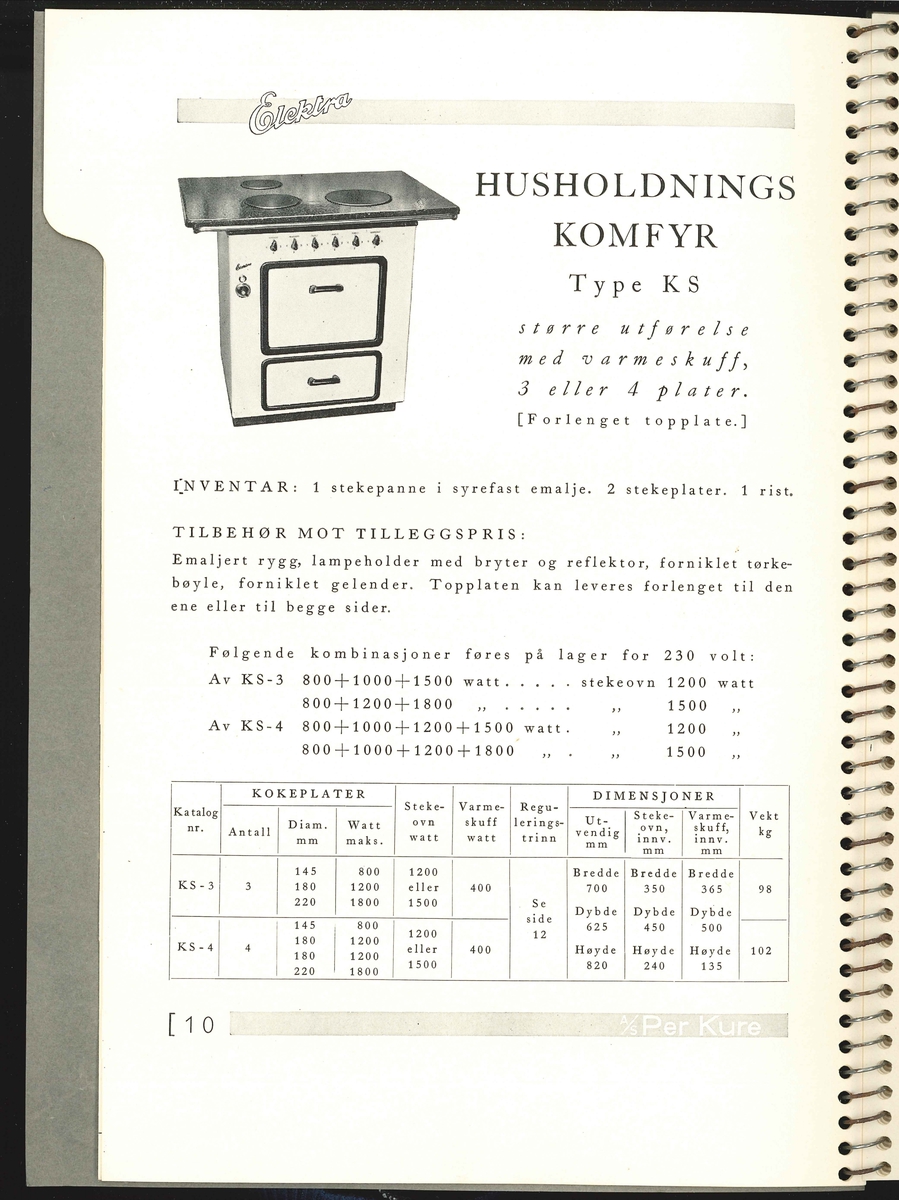 Elektra
HUSHOLDNINGS
KOMFYR
Type KS
større utførelse
med varmeskuff,
3 eller 4 plater.
[Forlenget topplate.]
INVENTAR: 1 stekepanne i syrefast emalje. 2 stekeplater. 1 rist.
TILBEHØR MOT TILLEGGSPRIS:
Emaljert rygg, lampeholder med bryter og reflektor, forniklet tørke-
bøyle, forniklet gelender. Topplaten kan leveres forlenget til den
ene eller til begge sider.
Følgende kombinasjoner føres på lager for 230 volt:
Av KS-3 800+1000+1500 watt. . . . . stekeovn 1200 watt
800+1200+1800 ,, . . . . . ,, 1500 ,,
Av KS-4 800+1000+1200+1500 watt. ,, 1200 ,,
800+1000+1200+1800 ,, . ,, 1500 ,,
Katalog nr. KOKEPLATER Steke-ovn watt Varme-skuff watt Regu-lerings-trinn DIMENSJONER Vekt kg
Antall Diam. mm Watt maks. Ut-vendig mm Steke-ovn, innv. mm Varme-skuff, innv. mm
KS-3 3 145 800 1200 400 Bredde Bredde Bredde 98
180 1200 eller 700 350 365
220 1800 1500 Se side 12 Dybde Dybde Dybde
KS-4 4 145 800 1200 400 625 450 500 102
180 1200 eller Høyde Høyde Høyde
180 1200 1500 820 240 135
220 1800
[10
A/S Per Kure